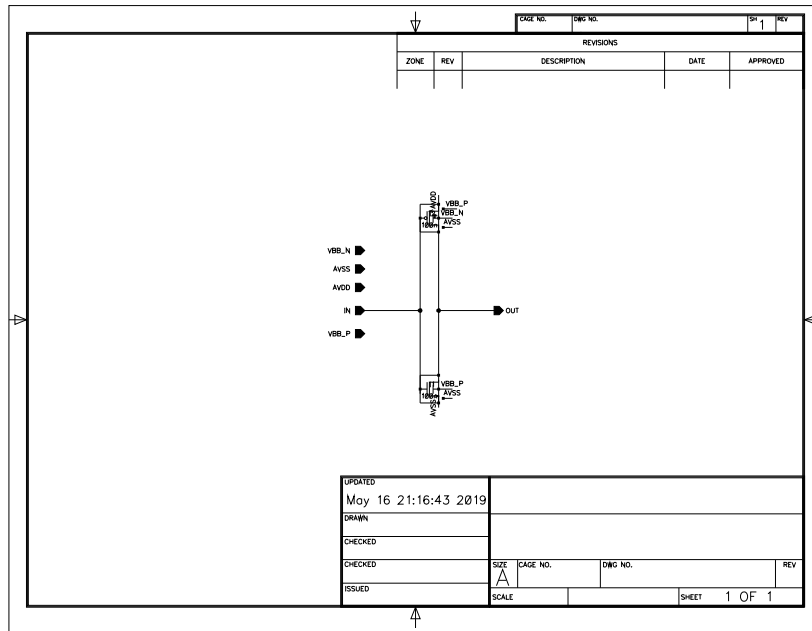 CAGE NO. DWG NO. SH 1 REV
REVISIONS
ZONE REV DESCRIPTION DATE APPROVED
AVDD
VBB_P
VBB_N
AVSS
100n
VBB_N
AVSS
AVDD
IN
OUT
VBB_P
VBB_P
AVSS
AVSS
UPDATED
May 16 21:16:43 2019
DRAWN
CHECKED
CHECKED
ISSUED
SIZE A CAGE NO. DWG NO. REV
SCALE SHEET 1 OF 1